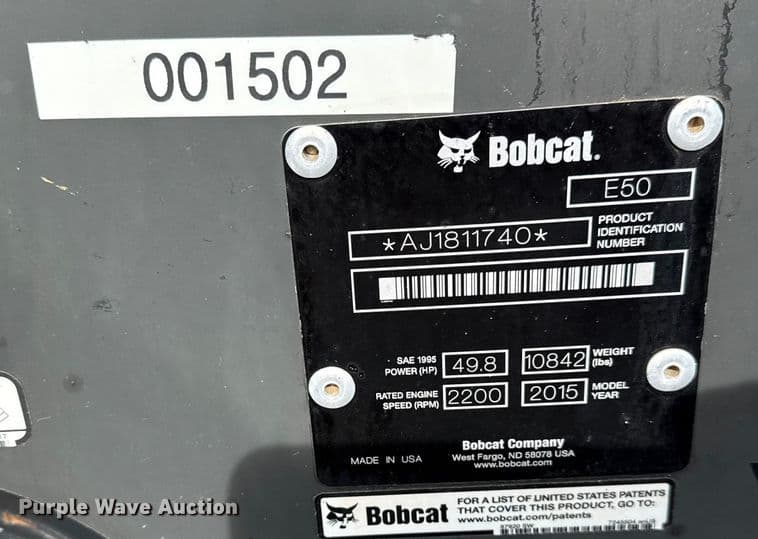 001502
Bobcat.
E50
*AJ1811740*
PRODUCT
IDENTIFICATION
NUMBER
SAE 1995
POWER (HP)
49.8
10842
WEIGHT
(lbs)
RATED ENGINE
SPEED (RPM)
2200
2015
MODEL
YEAR
Bobcat Company
MADE IN USA
West Fargo, ND 58078 USA
www.bobcat.com
Bobcat
FOR A LIST OF UNITED STATES PATENTS
THAT COVER THIS PRODUCT, GO TO:
www.bobcat.com/patents
Purple Wave Auction